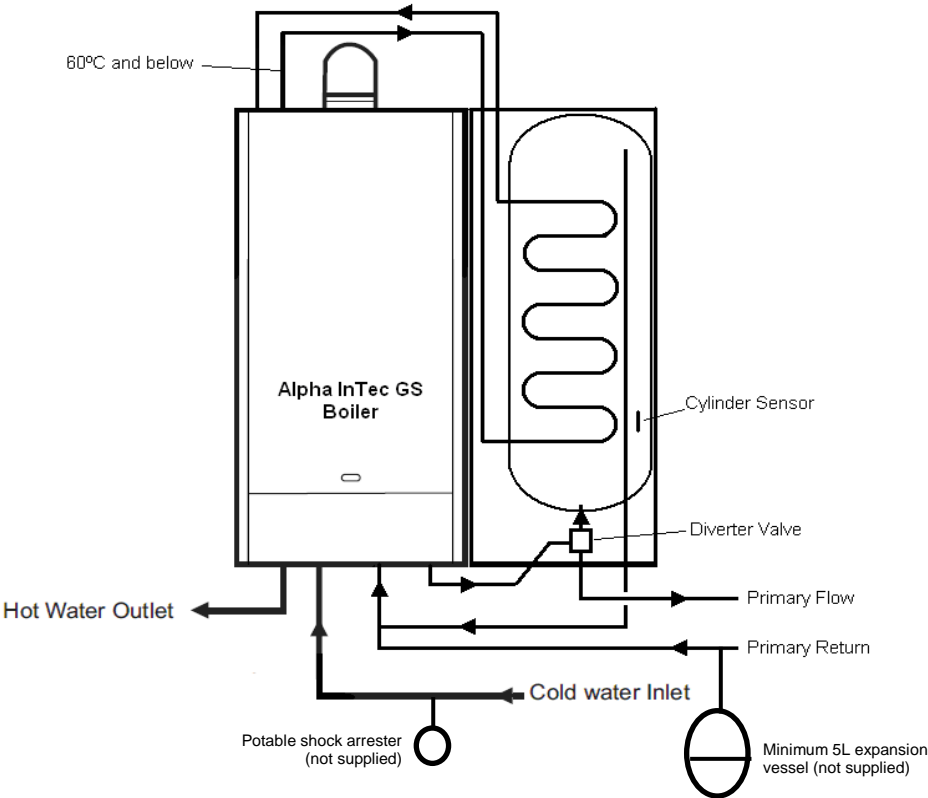 60ºC and below
Alpha InTec GS
Boiler
Cylinder Sensor
Diverter Valve
Primary Flow
Hot Water Outlet
Primary Return
Cold water Inlet
Potable shock arrester
(not supplied)
Minimum 5L expansion
vessel (not supplied)